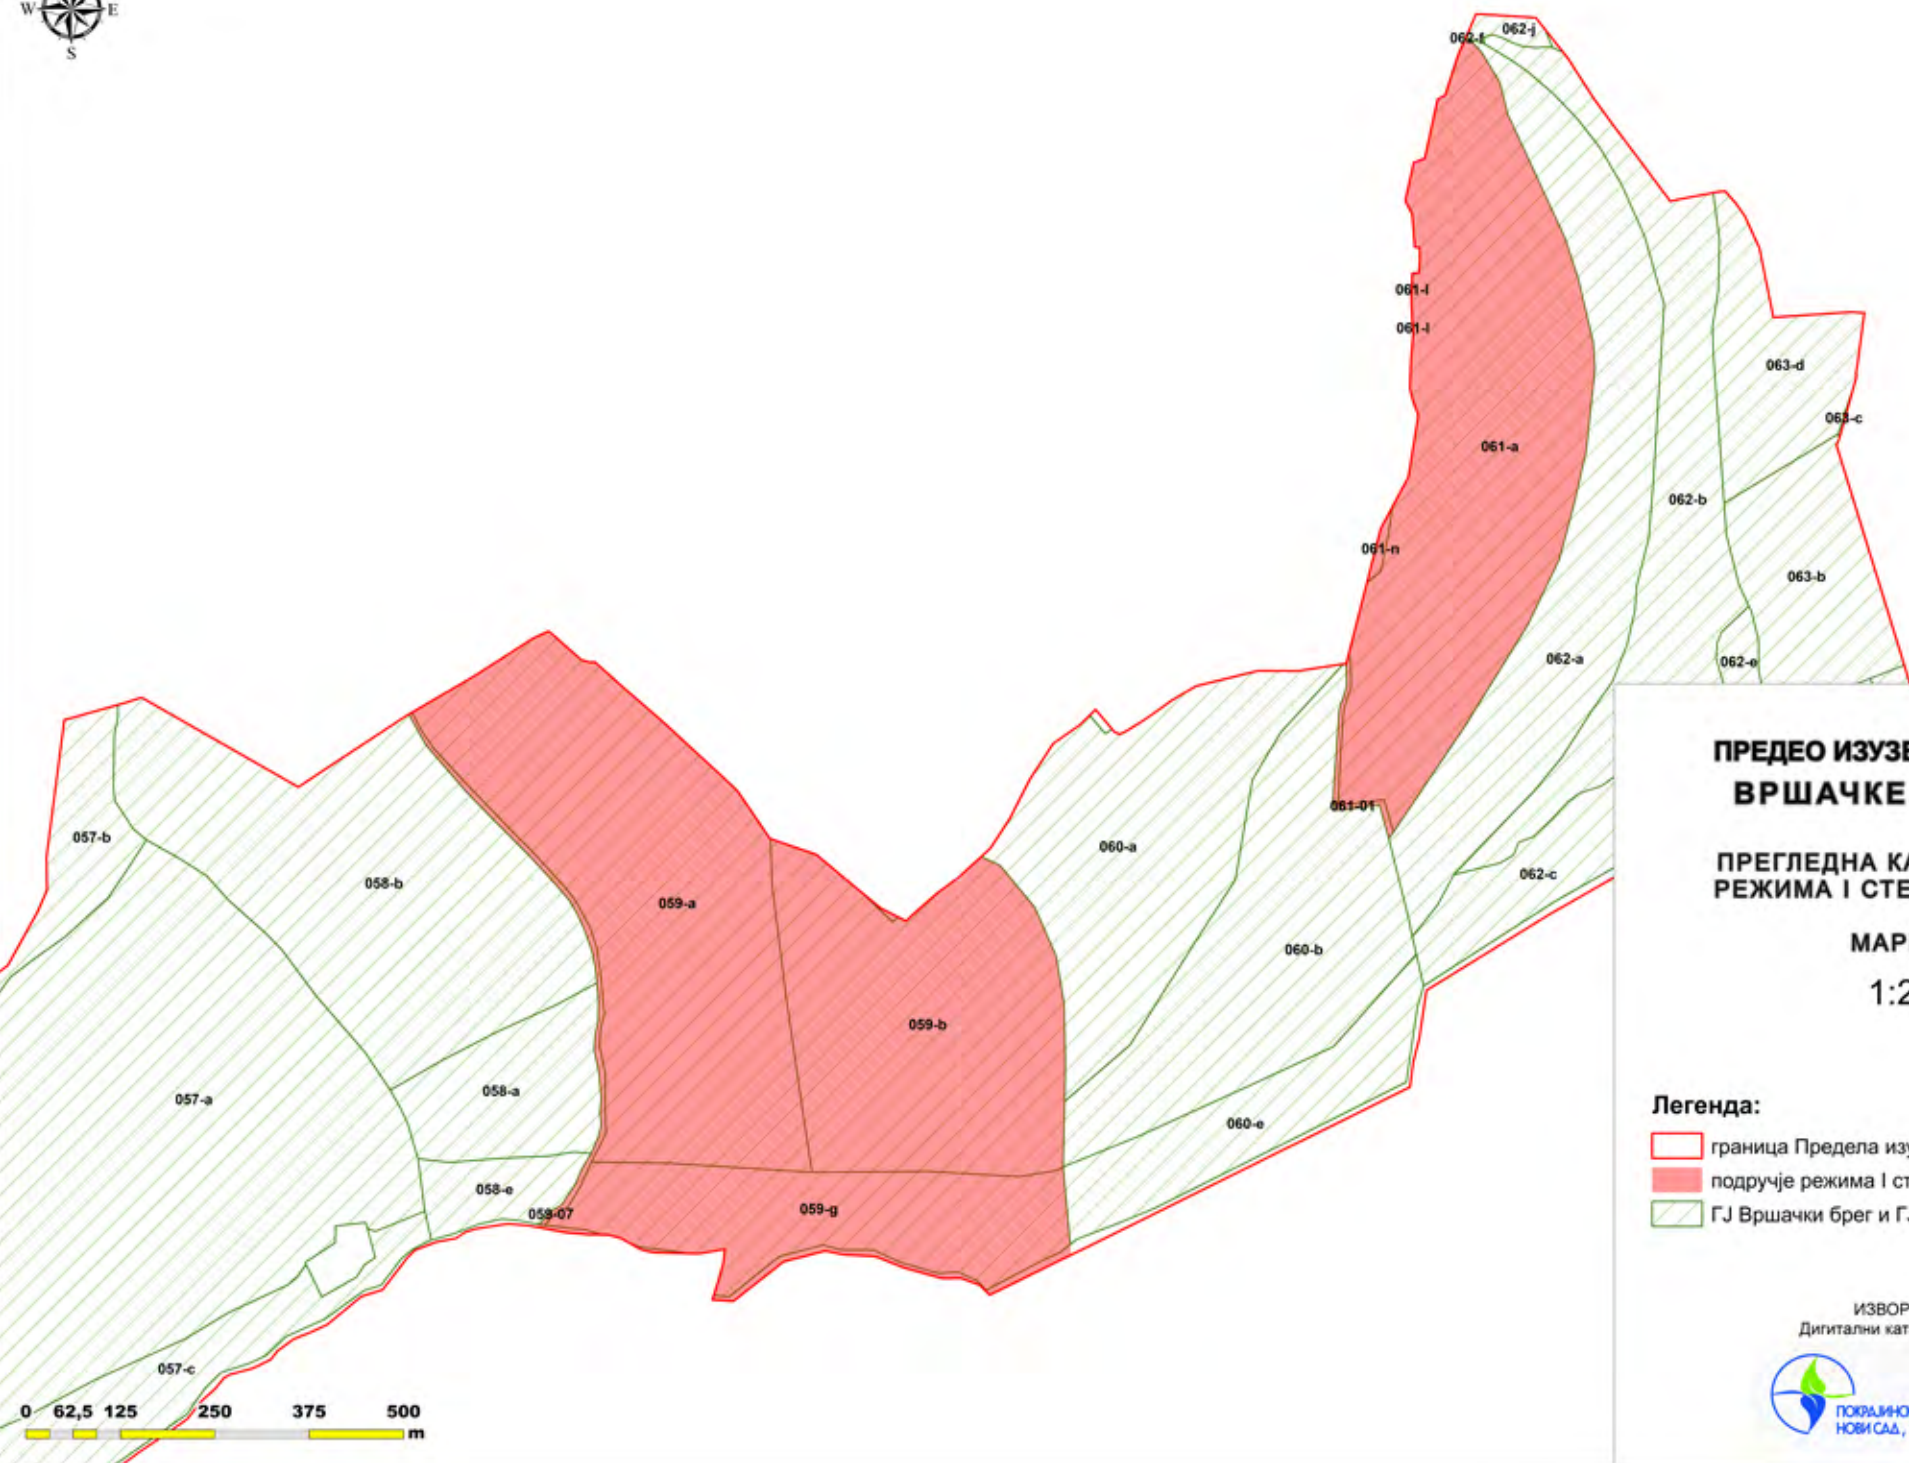 W E
S
062-f
062-j
061-l
061-l
063-d
063-c
061-a
062-b
061-n
063-b
062-a
062-e
061-01
057-b
060-a
058-b
062-c
059-a
060-b
059-b
058-a
057-a
060-e
058-e
059-g
059-07
057-c
0 62,5 125 250 375 500
m
ПРЕДЕО ИЗУЗЕ
ВРШАЧКЕ
ПРЕГЛЕДНА КА
РЕЖИМА I СТЕ
МАР
1:2
Легенда:
граница Предела изу
подручје режима I ст
ГЈ Вршачки брег и ГЈ
ИЗВОР
Дигитални кат
ПОКРАЈИНО
НОВИ САД,